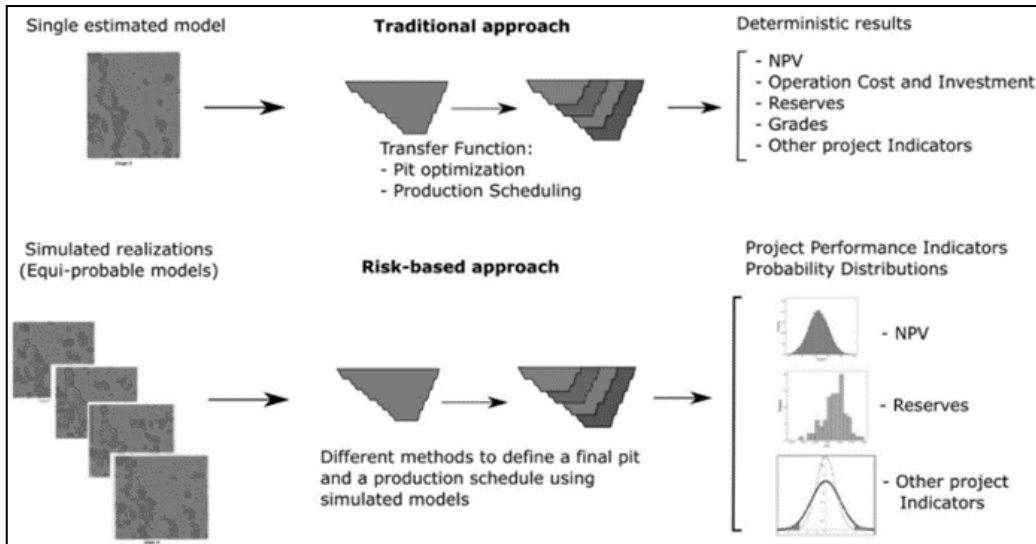 Single estimated model
Traditional approach
Deterministic results
- NPV
- Operation Cost and Investment
- Reserves
- Grades
- Other project Indicators
Transfer Function:
- Pit optimization
- Production Scheduling
Simulated realizations
(Equi-probable models)
Risk-based approach
Project Performance Indicators
Probability Distributions
- NPV
- Reserves
- Other project
Indicators
Different methods to define a final pit
and a production schedule using
simulated models